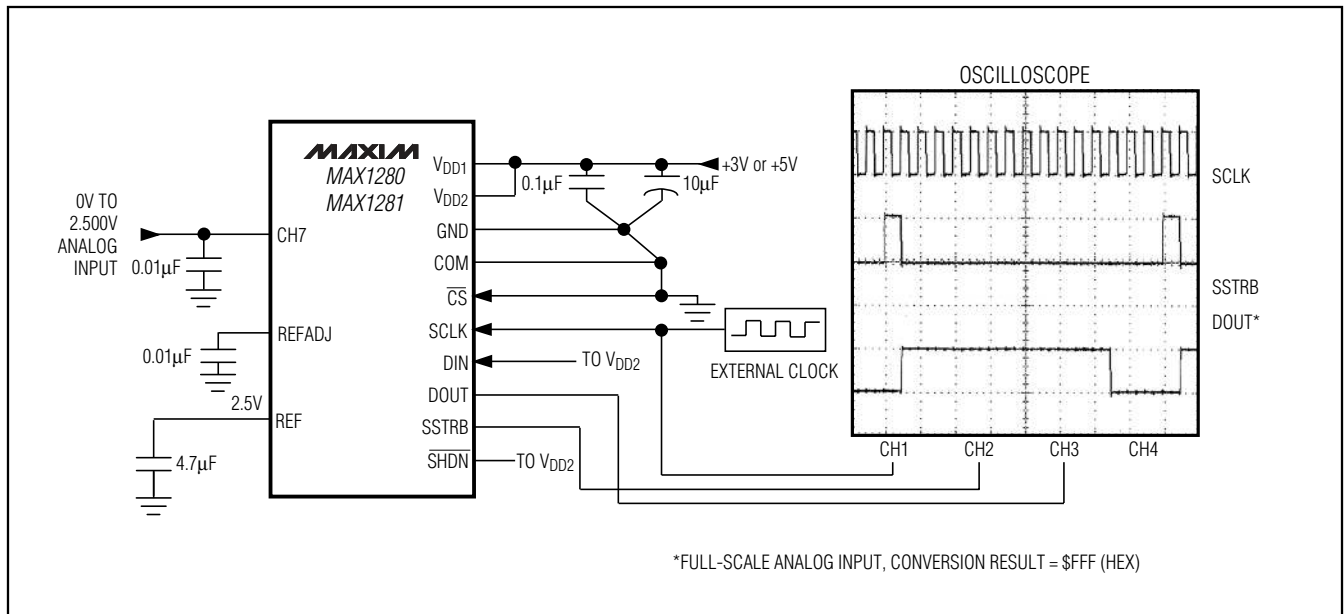 OSCILLOSCOPE
MAXIM
MAX1280
MAX1281
0V TO
2.500V
ANALOG
INPUT
0.01µF
CH7
REFADJ
0.01µF
2.5V
REF
4.7µF
VDD1
VDD2
GND
COM
CS
SCLK
DIN
DOUT
SSTRB
SHDN
+3V or +5V
0.1µF
10µF
TO VDD2
EXTERNAL CLOCK
TO VDD2
SCLK
SSTRB
DOUT*
CH1
CH2
CH3
CH4
*FULL-SCALE ANALOG INPUT, CONVERSION RESULT = $FFF (HEX)